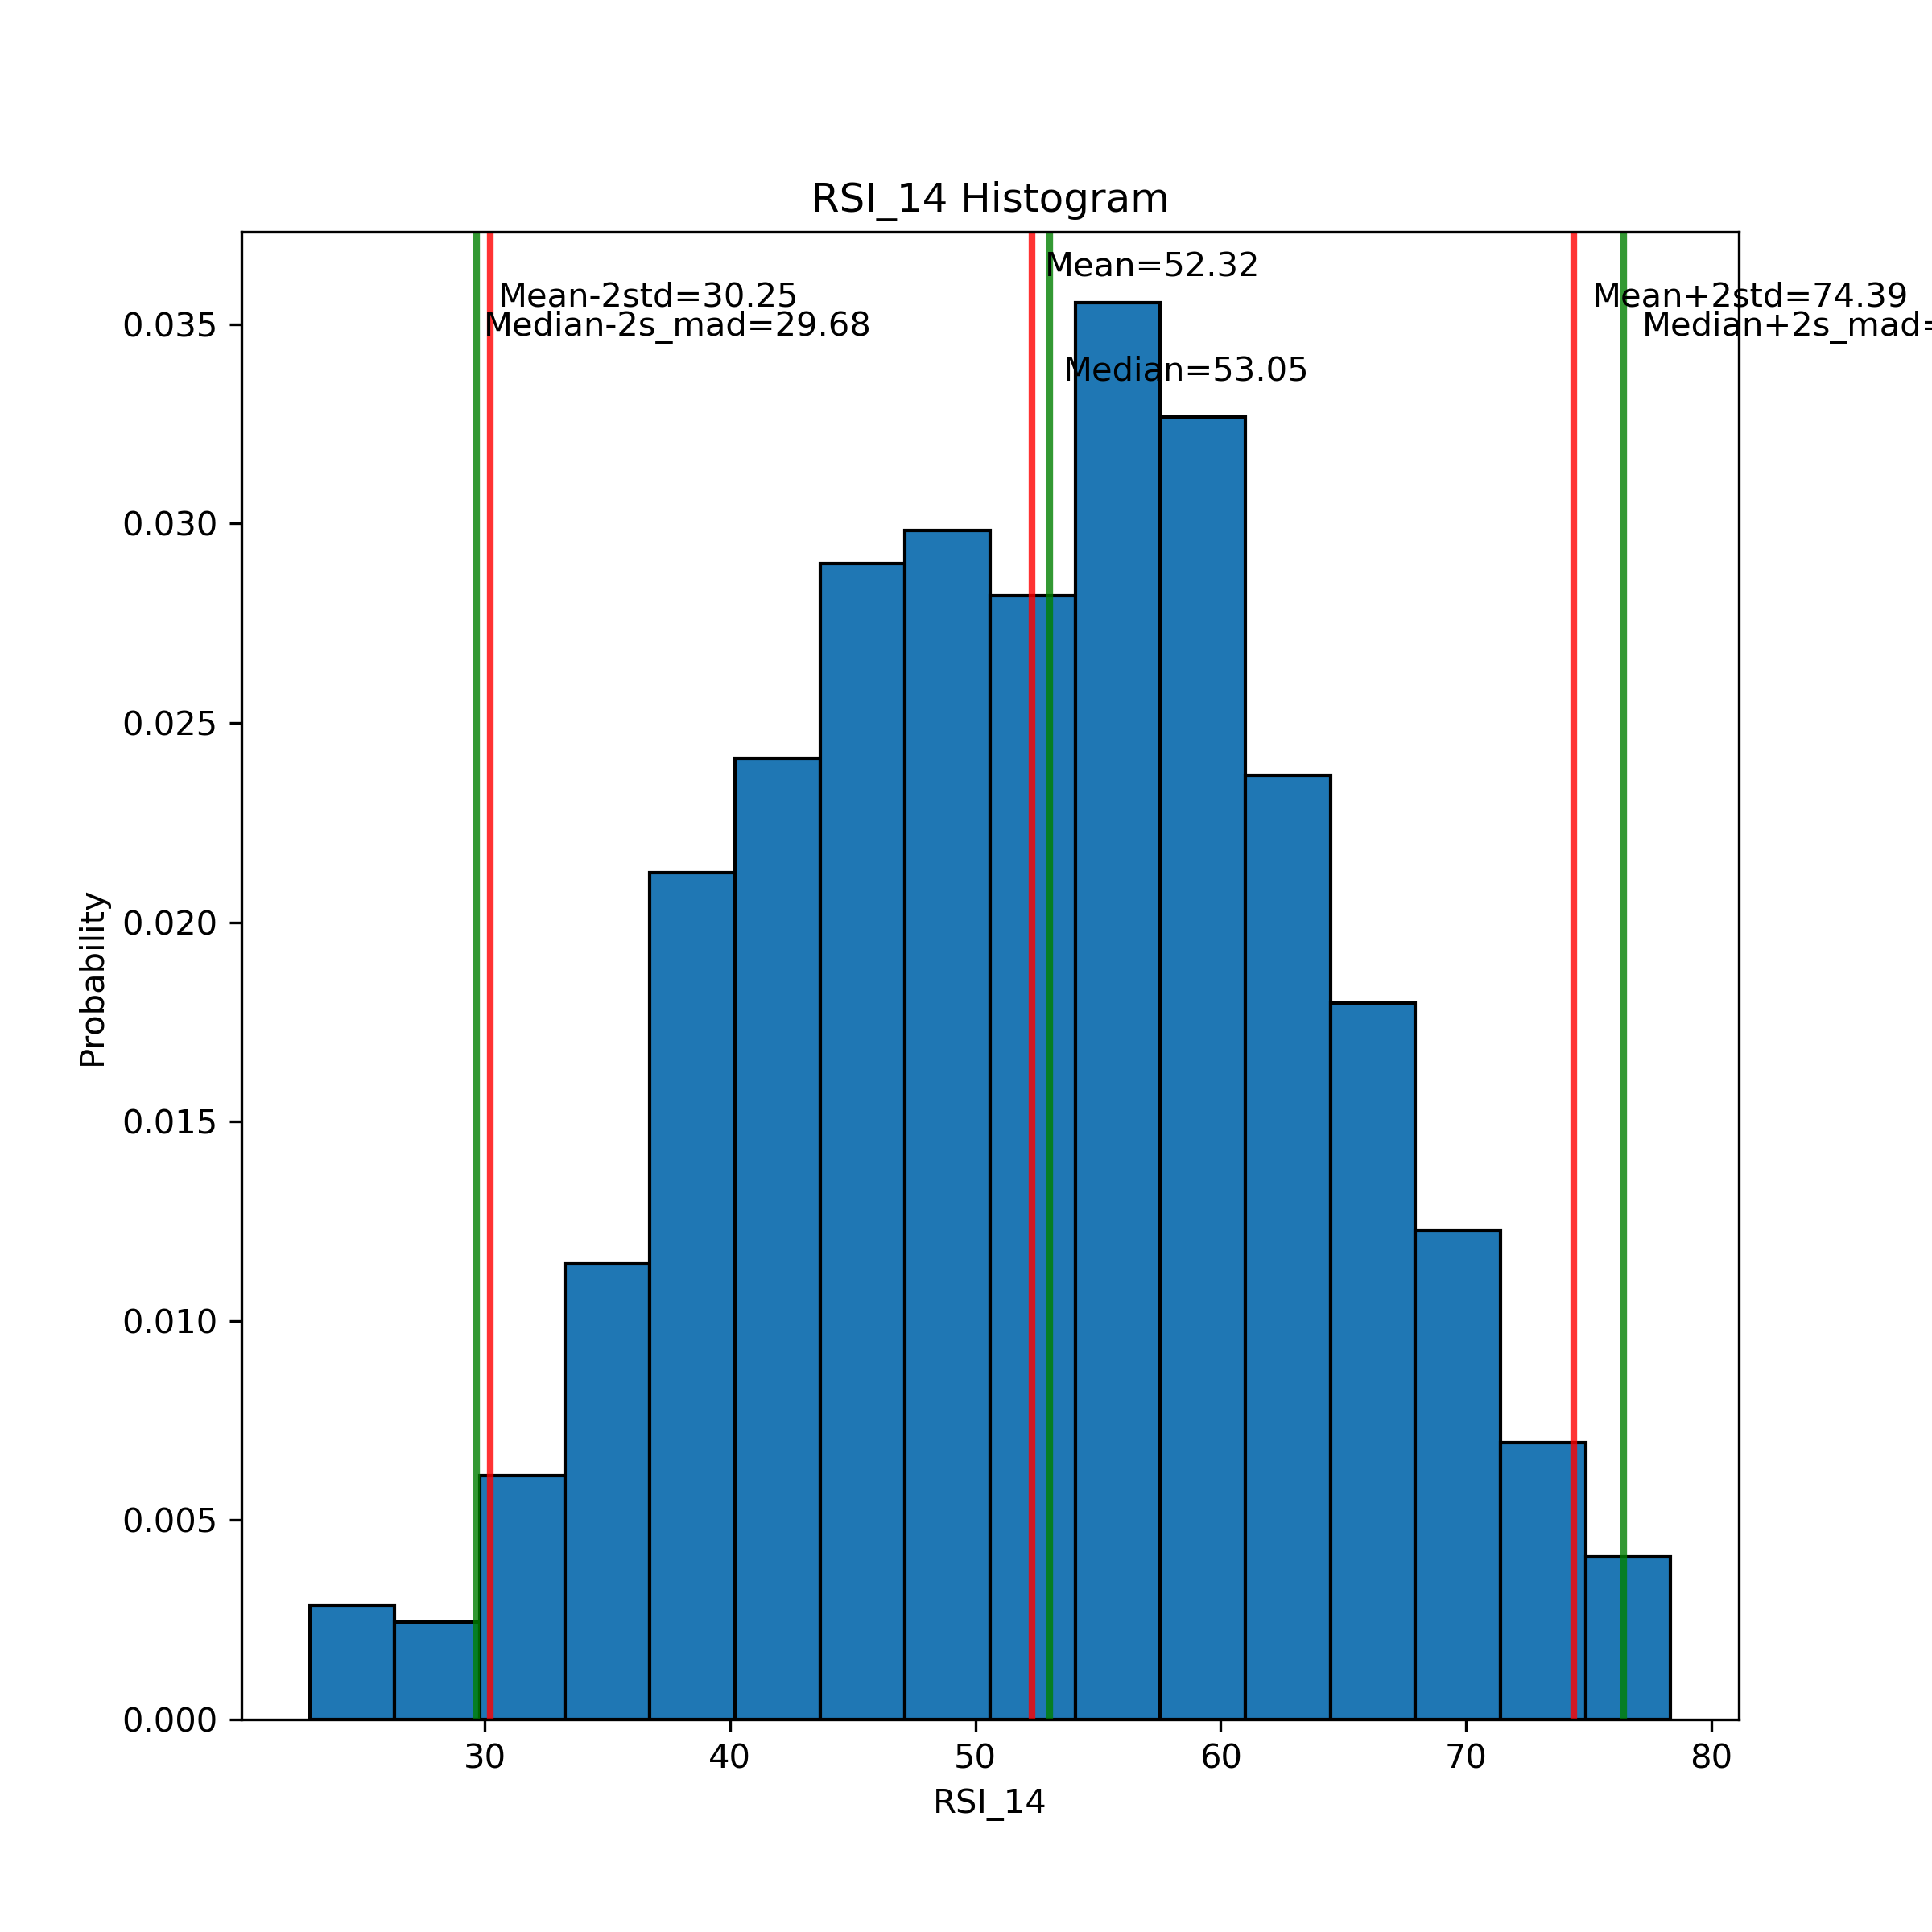 RSI_14 Histogram
Mean=52.32
Mean-2std=30.25
Mean+2std=74.39
Median-2s_mad=29.68
Median+2s_mad=
Median=53.05
0.035
0.030
0.025
0.020
0.015
0.010
0.005
0.000
Probability
30 40 50 60 70 80
RSI_14